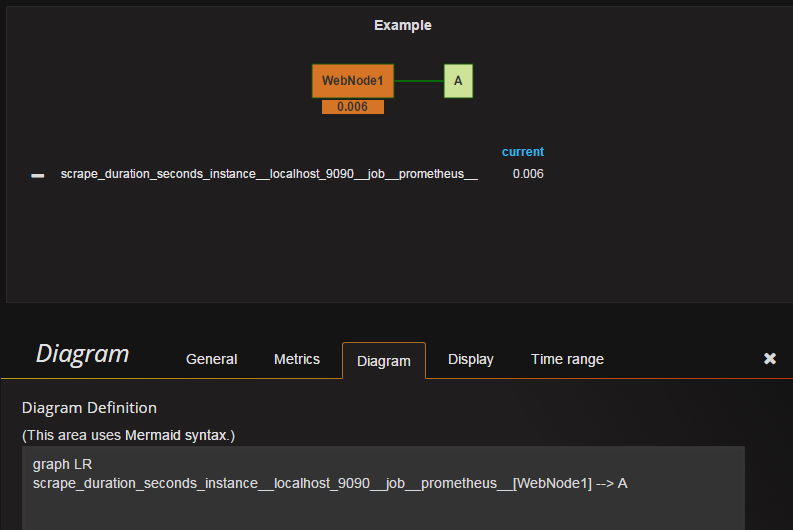 Example
WebNode1 A
0.006
current
scrape_duration_seconds_instance__localhost_9090__job__prometheus__ 0.006
Diagram General Metrics Diagram Display Time range
Diagram Definition
(This area uses Mermaid syntax.)
graph LR
scrape_duration_seconds_instance__localhost_9090__job__prometheus__[WebNode1] --> A